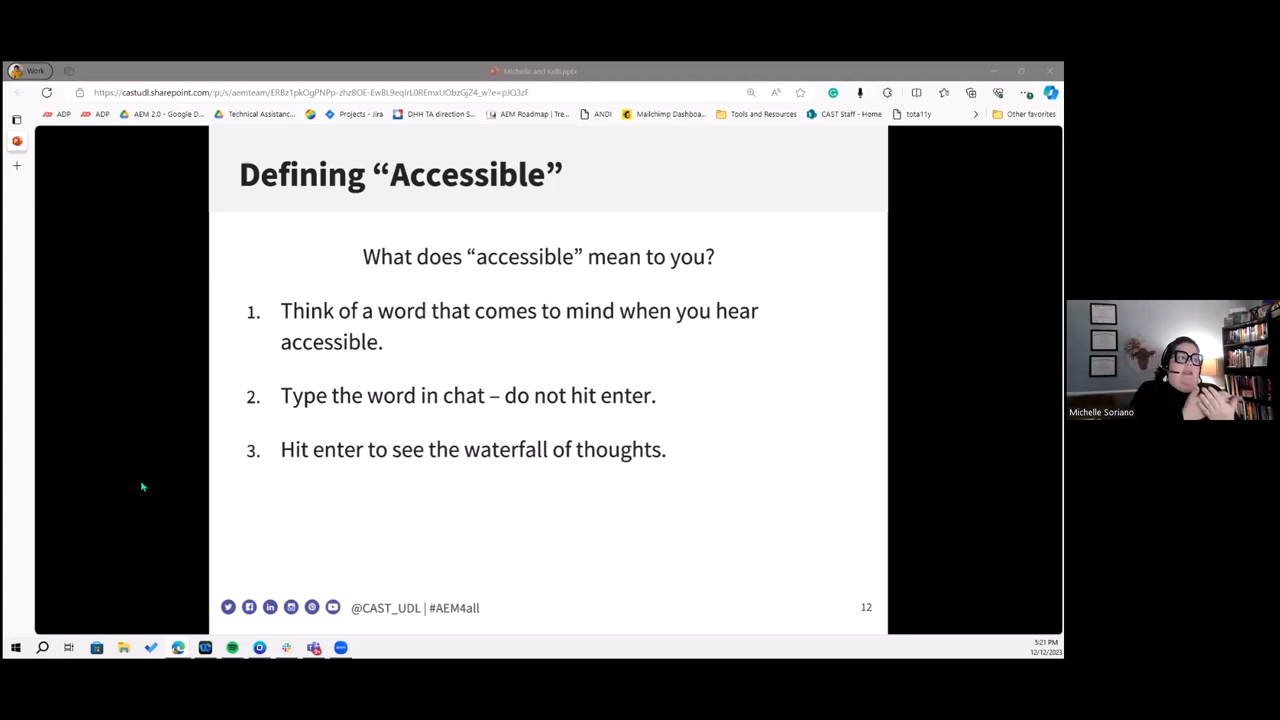 Work
Michelle and Kelli.pptx
https://castudl.sharepoint.com/:p:/s/aemteam/
ADP
ADP
AEM 2.0 - Google D...
Technical Assistanc...
Projects - Jira
DHH TA direction S...
AEM Roadmap | Tre...
ANDI
Mailchimp Dashboa...
Tools and Resources
CAST Staff - Home
tota11y
Other favorites
Defining “Accessible”
What does “accessible” mean to you?
1. Think of a word that comes to mind when you hear
accessible.
2. Type the word in chat – do not hit enter.
3. Hit enter to see the waterfall of thoughts.
Michelle Soriano
@CAST_UDL | #AEM4all
12
5:21 PM
12/12/2023